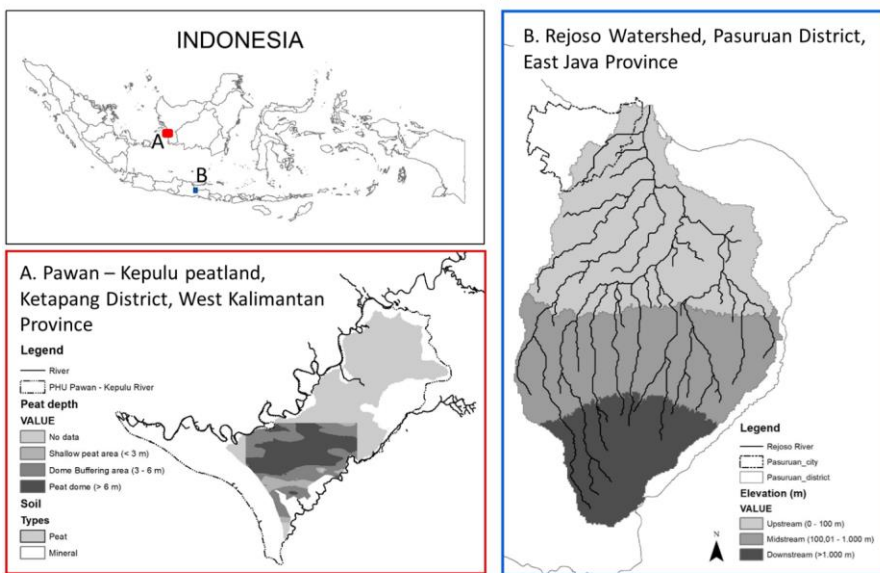 INDONESIA
A
B
A. Pawan – Kepulu peatland,
Ketapang District, West Kalimantan
Province
Legend
River
PHU Pawan - Kepulu River
Peat depth
VALUE
No data
Shallow peat area (< 3 m)
Dome Buffering area (3 - 6 m)
Peat dome (> 6 m)
Soil
Types
Peat
Mineral
B. Rejoso Watershed, Pasuruan District,
East Java Province
Legend
Rejoso River
Pasuruan_city
Pasuruan_district
Elevation (m)
VALUE
Upstream (0 - 100 m)
Midstream (100,01 - 1.000 m)
Downstream (>1.000 m)
N